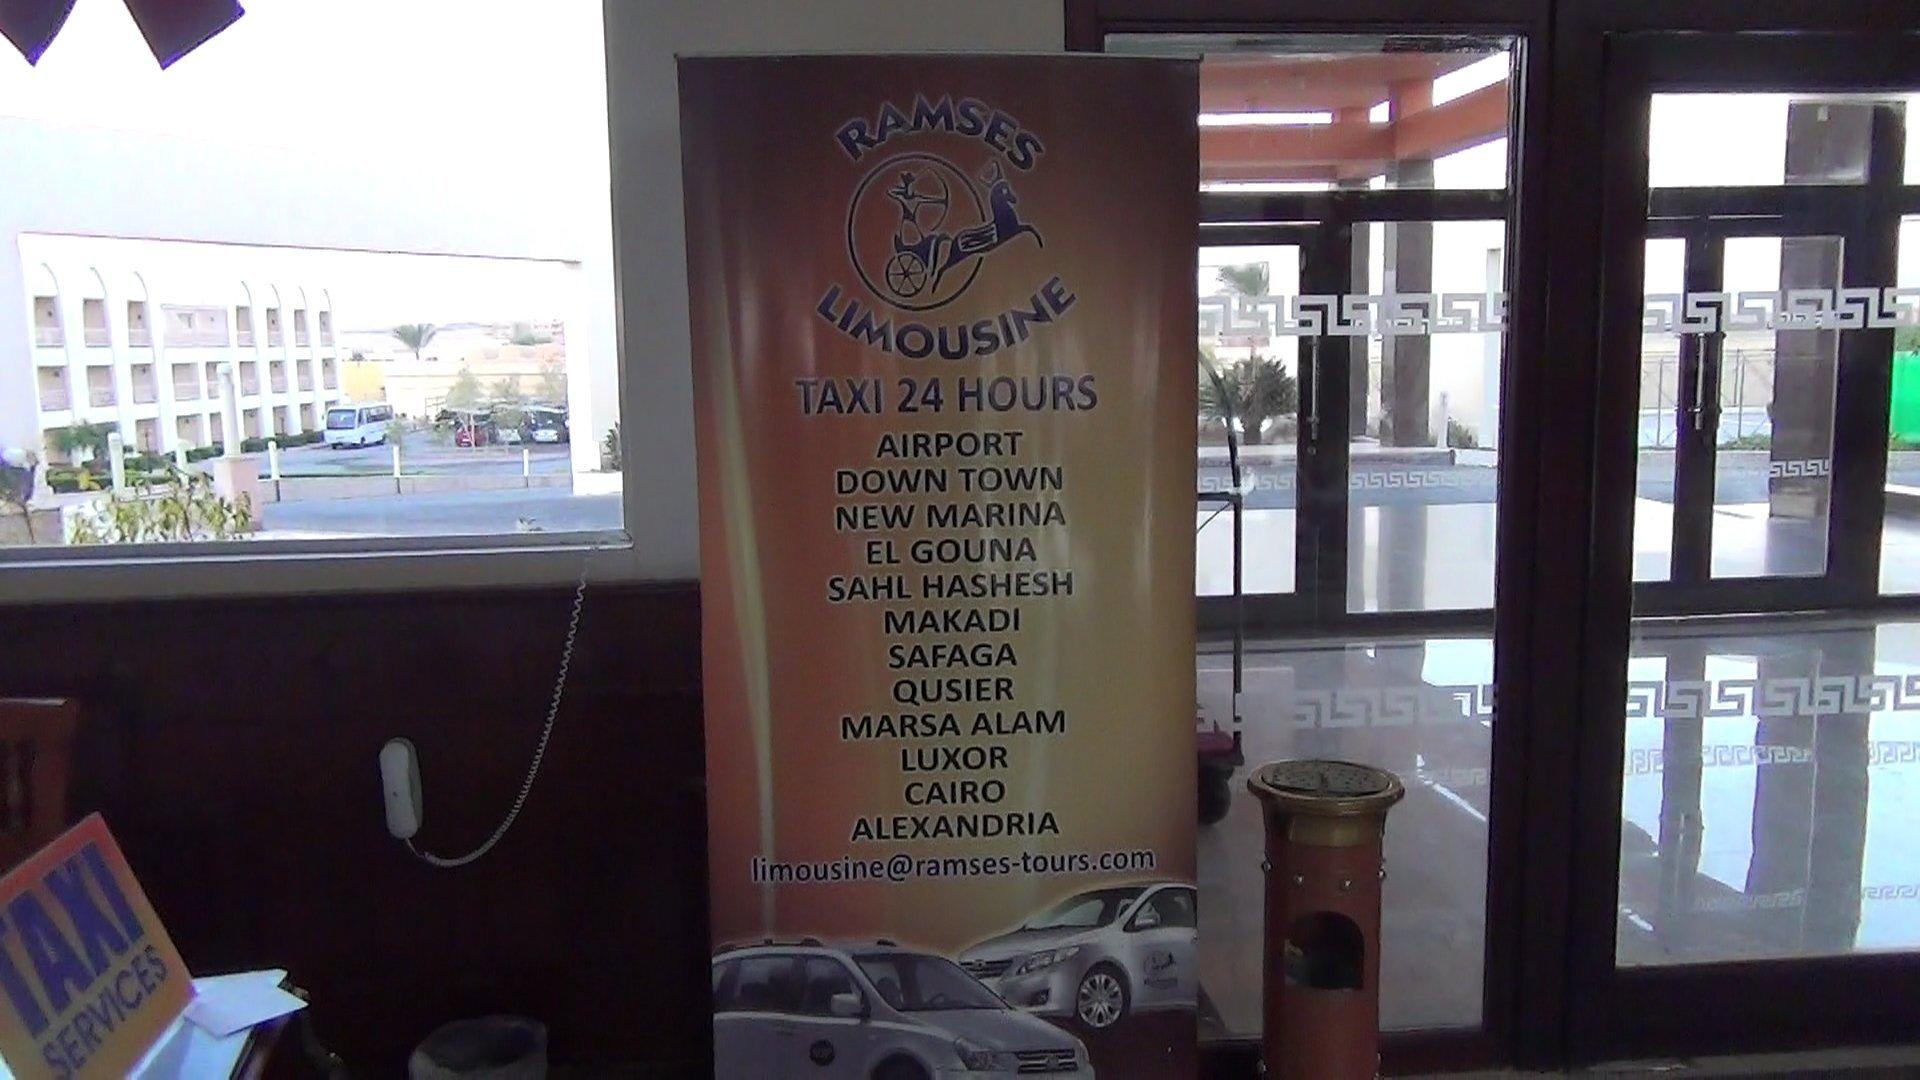 RAMSES
LIMOUSINE
TAXI 24 HOURS
AIRPORT
DOWN TOWN
NEW MARINA
EL GOUNA
SAHL HASHESH
MAKADI
SAFAGA
QUSIER
MARSA ALAM
LUXOR
CAIRO
ALEXANDRIA
limousine@ramses-tours.com
TAXI
SERVICES